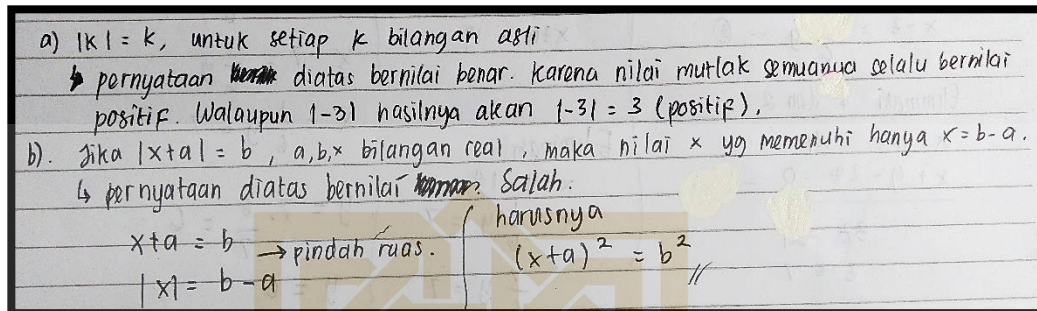 a) |K| = k, untuk setiap k bilangan asli
↳ pernyataan diatas bernilai benar. Karena nilai mutlak semuanya selalu bernilai
positif. Walaupun |-3| hasilnya akan |-3| = 3 (positif).
b). Jika |x+a| = b, a,b,x bilangan real, maka nilai x yg memenuhi hanya x = b-a.
↳ pernyataan diatas bernilai Salah.
x+a = b → pindah ruas.
|x| = b-a
harusnya
(x+a)² = b² //